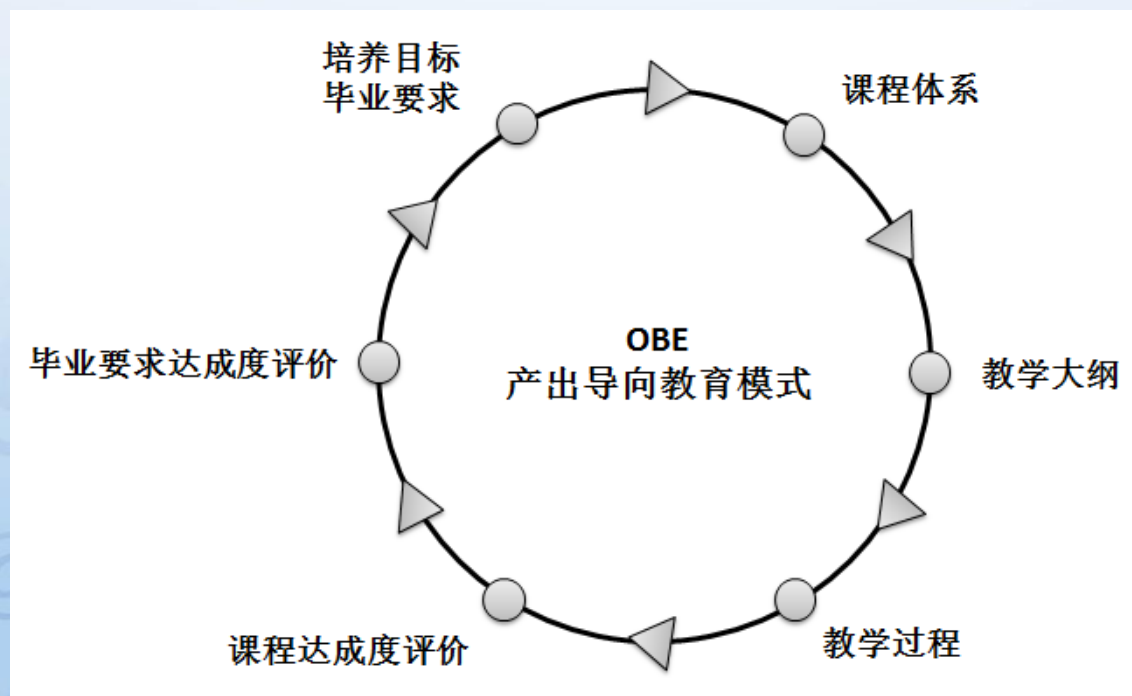 培养目标
毕业要求
课程体系
OBE
产出导向教育模式
毕业要求达成度评价
教学大纲
课程达成度评价
教学过程